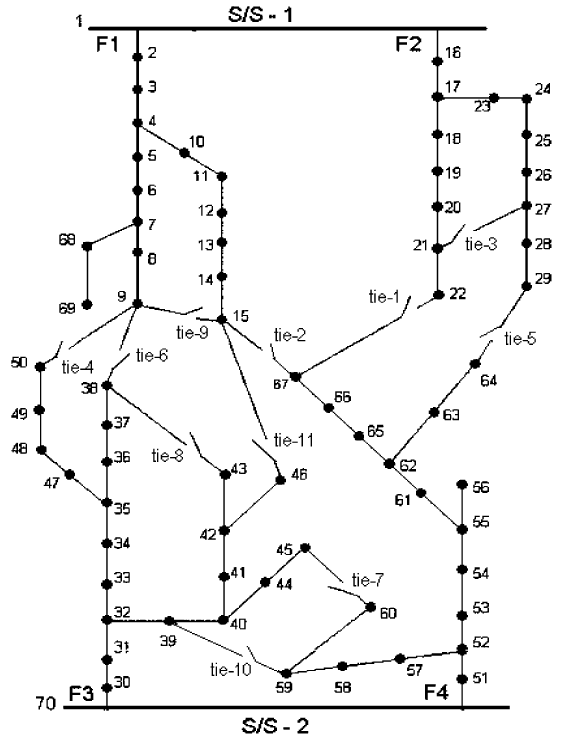 1 S/S - 1
F1 F2
2 16
3 17 24
23
4 10 18 25
5 11 19 26
6 12 20 27
7 13 21 tie-3 28
68
8 14 22 29
69 9 tie-9 15 tie-2 tie-1
50 tie-4 tie-6 67 tie-5
38 64
49 37 66 63
48 36 tie-8 43 tie-11 65
47 46 62 56
35 61
34 42 45 55
33 41 44 tie-7 54
32 40 60 53
39 52
31 tie-10 59 58 57
30 51
70 F3 F4
S/S - 2